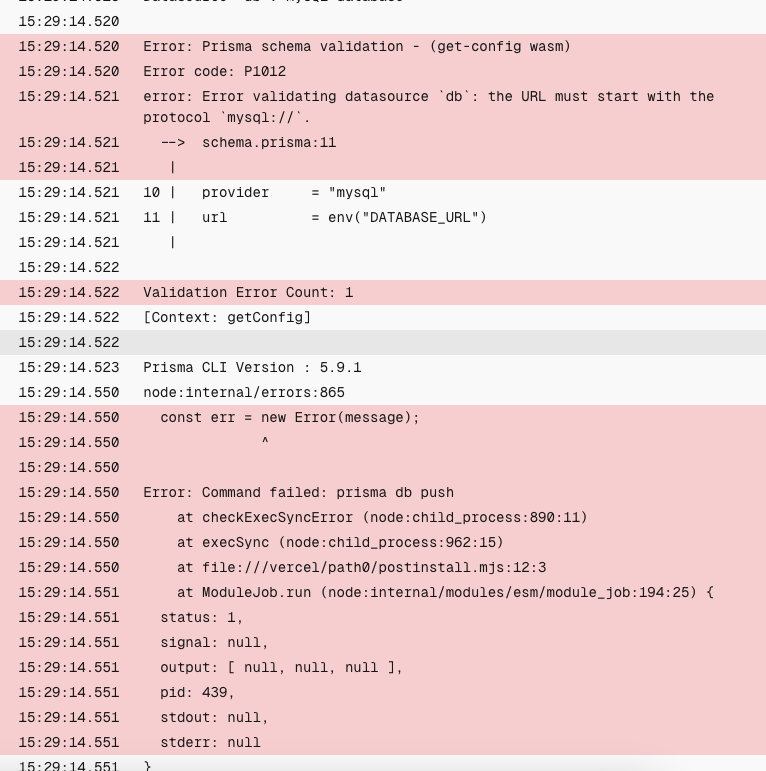 15:29:14.520
15:29:14.520 Error: Prisma schema validation - (get-config wasm)
15:29:14.520 Error code: P1012
15:29:14.521 error: Error validating datasource `db`: the URL must start with the
protocol `mysql://`.
15:29:14.521   -->  schema.prisma:11
15:29:14.521    |
15:29:14.521 10 |   provider     = "mysql"
15:29:14.521 11 |   url          = env("DATABASE_URL")
15:29:14.521    |
15:29:14.522
15:29:14.522 Validation Error Count: 1
15:29:14.522 [Context: getConfig]
15:29:14.522
15:29:14.523 Prisma CLI Version : 5.9.1
15:29:14.550 node:internal/errors:865
15:29:14.550   const err = new Error(message);
15:29:14.550               ^
15:29:14.550
15:29:14.550 Error: Command failed: prisma db push
15:29:14.550     at checkExecSyncError (node:child_process:890:11)
15:29:14.550     at execSync (node:child_process:962:15)
15:29:14.550     at file:///vercel/path0/postinstall.mjs:12:3
15:29:14.551     at ModuleJob.run (node:internal/modules/esm/module_job:194:25) {
15:29:14.551   status: 1,
15:29:14.551   signal: null,
15:29:14.551   output: [ null, null, null ],
15:29:14.551   pid: 439,
15:29:14.551   stdout: null,
15:29:14.551   stderr: null
15:29:14.551 }